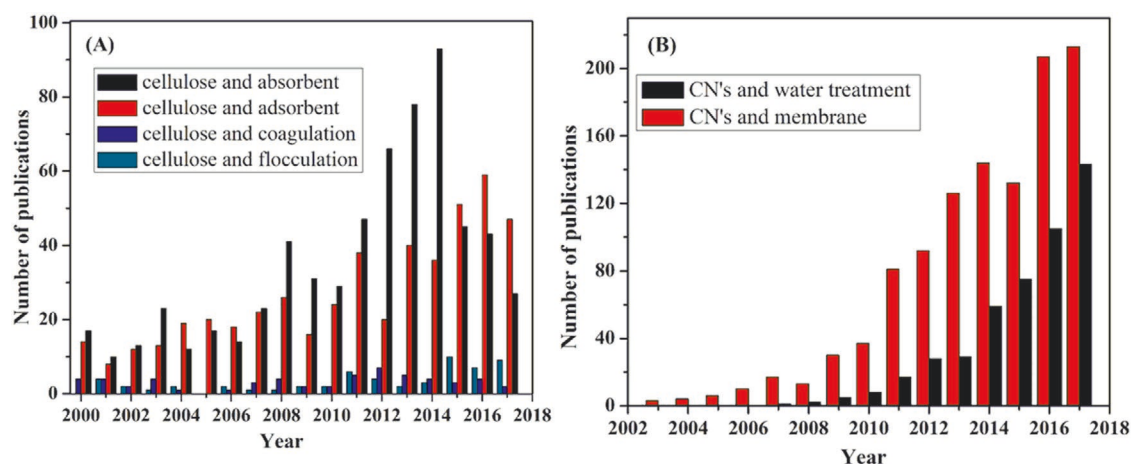 (A)
cellulose and absorbent
cellulose and adsorbent
cellulose and coagulation
cellulose and flocculation
Number of publications
100
80
60
40
20
0
2000 2002 2004 2006 2008 2010 2012 2014 2016 2018
Year
(B)
CN's and water treatment
CN's and membrane
Number of publications
200
160
120
80
40
0
2002 2004 2006 2008 2010 2012 2014 2016 2018
Year